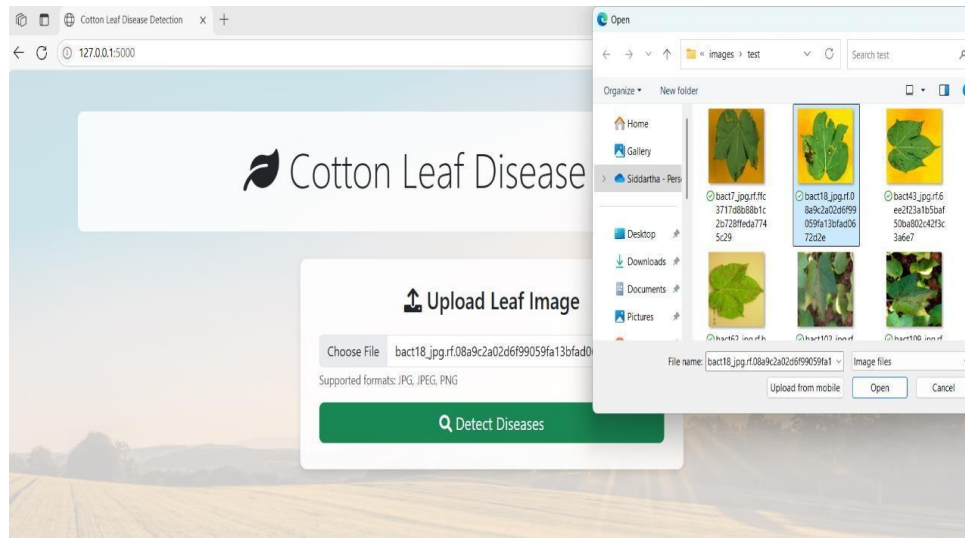 Cotton Leaf Disease Detection
127.0.0.1:5000
Cotton Leaf Disease
Upload Leaf Image
Choose File bact18_jpg.rf.08a9c2a02d6f99059fa13bfad0
Supported formats: JPG, JPEG, PNG
Detect Diseases
Open
« images › test
Search test
Organize
New folder
Home
Gallery
Siddartha - Pers
Desktop
Downloads
Documents
Pictures
bact7_jpg.rf.ffc
3717d8b88b1c
2b728ffeda774
5c29
bact18_jpg.rf.0
8a9c2a02d6f99
059fa13bfad06
72d2e
bact43_jpg.rf.6
ee2f23a1b5baf
50ba802c42f3c
3a6e7
File name: bact18_jpg.rf.08a9c2a02d6f99059fa1
Image files
Upload from mobile
Open
Cancel